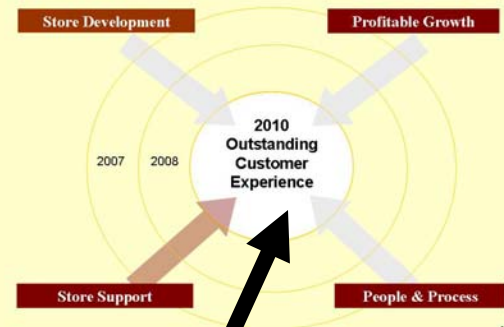 Store Development
Profitable Growth
2010
Outstanding
Customer
Experience
2007
2008
Store Support
People & Process